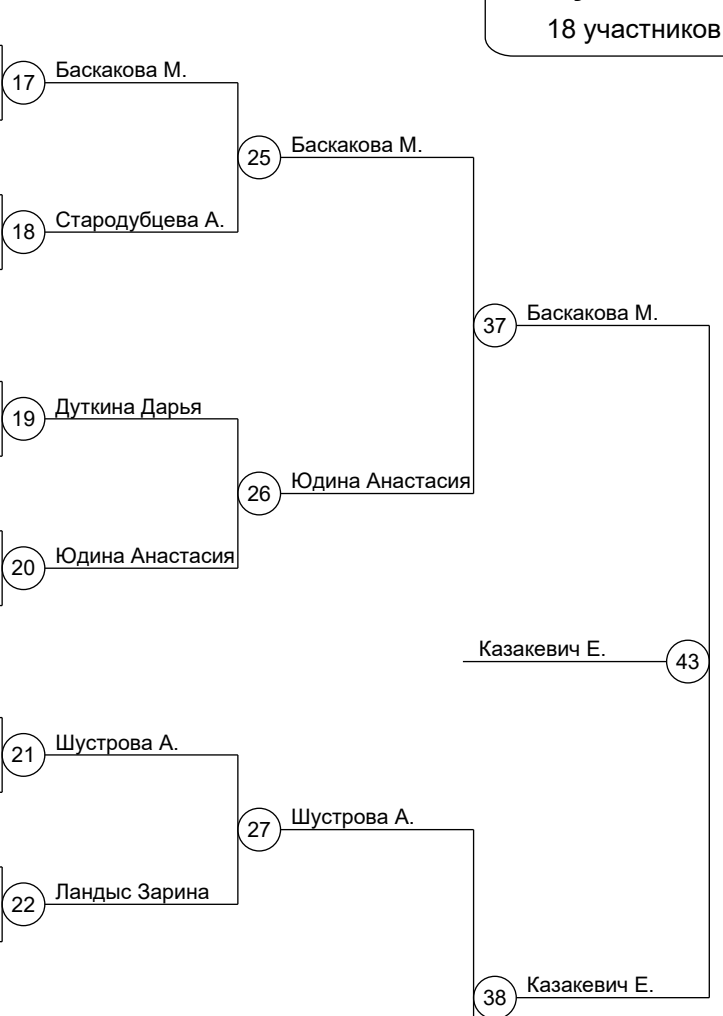 18 участников
17
Баскакова М.
25
Баскакова М.
18
Стародубцева А.
37
Баскакова М.
19
Дуткина Дарья
26
Юдина Анастасия
20
Юдина Анастасия
Казакевич Е.
43
21
Шустрова А.
27
Шустрова А.
22
Ландыс Зарина
38
Казакевич Е.